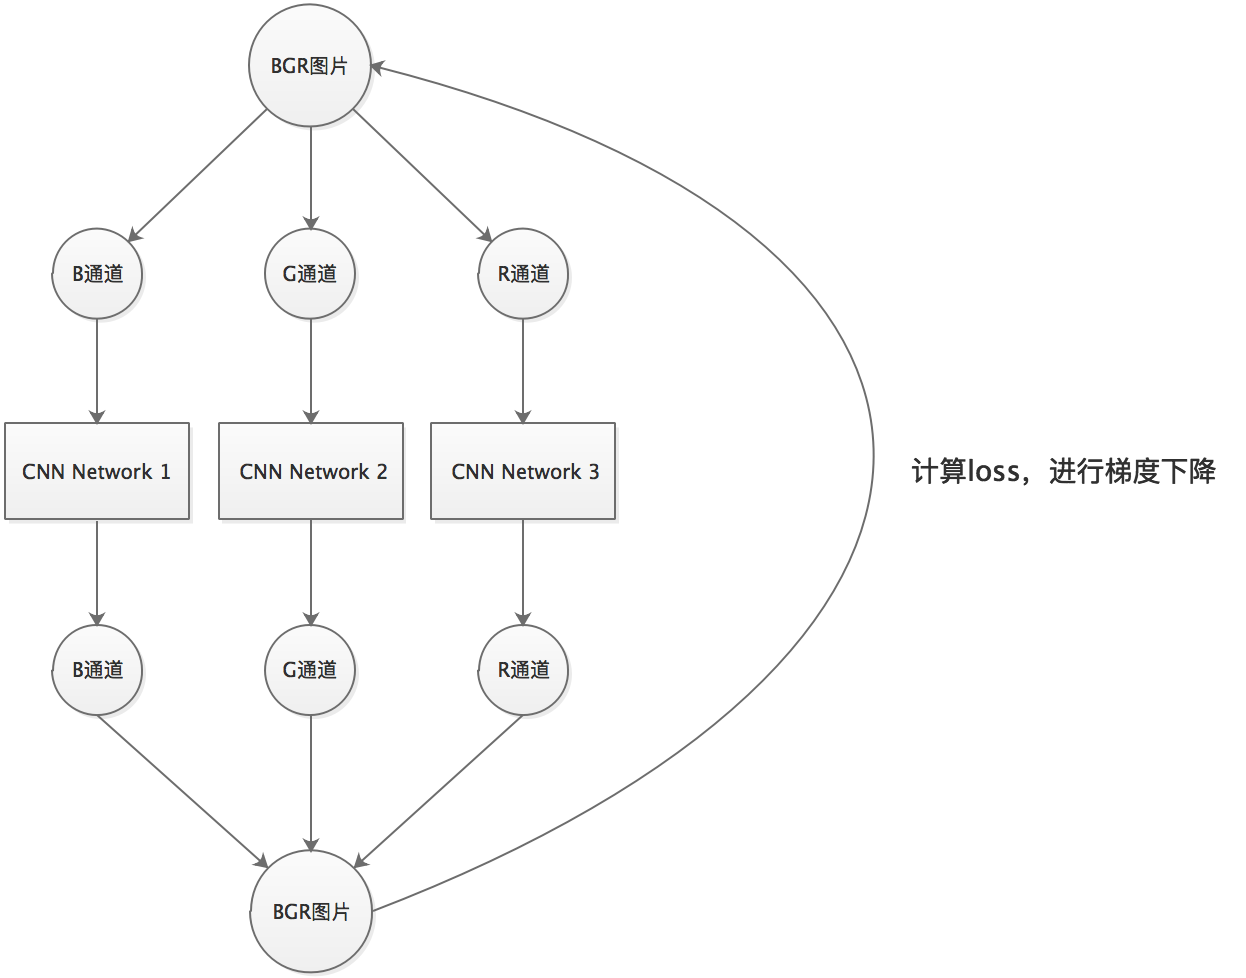 BGR图片
B通道
G通道
R通道
CNN Network 1
CNN Network 2
CNN Network 3
计算loss，进行梯度下降
B通道
G通道
R通道
BGR图片